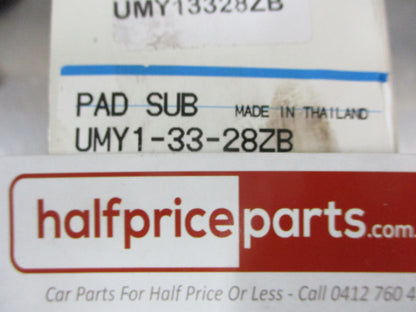 UMY13328ZB
PAD SUB MADE IN THAILAND
UMY1-33-28ZB
halfpriceparts.com.
Car Parts For Half Price Or Less - Call 0412 760 4